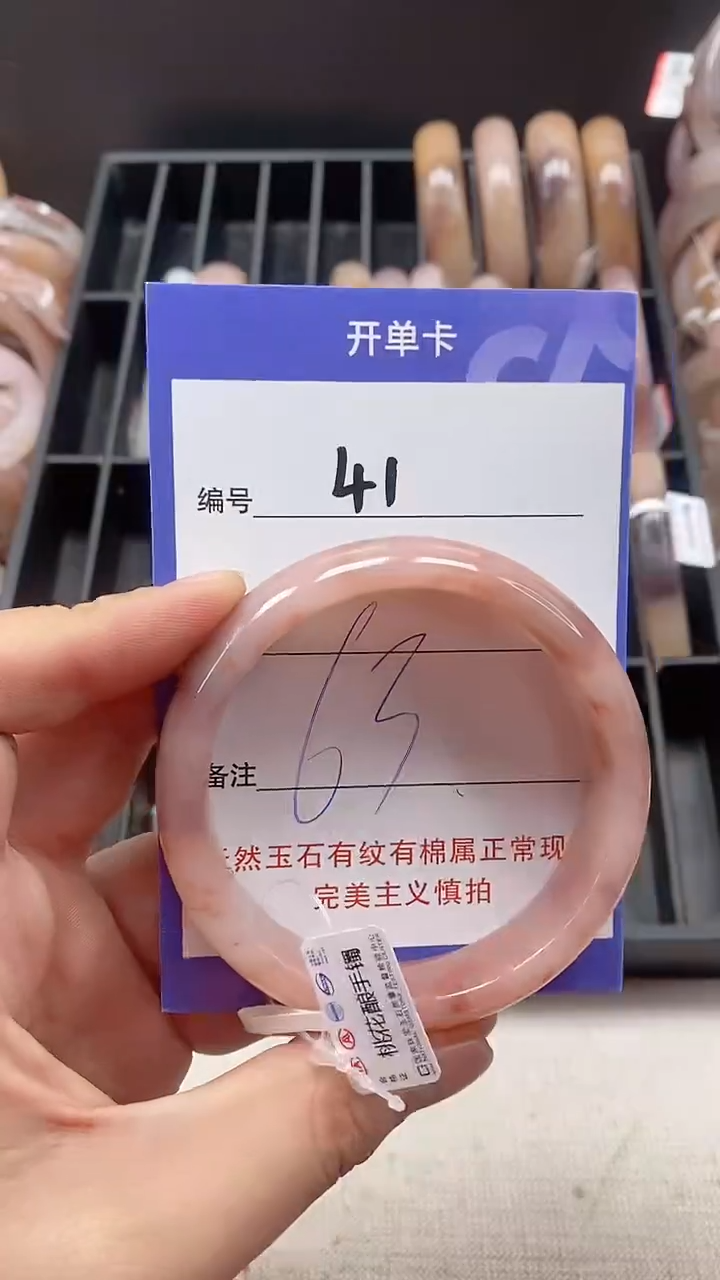 开单卡
编号 41
63
备注
然玉石有纹有棉属正常现
完美主义慎拍
桃花酿手镯